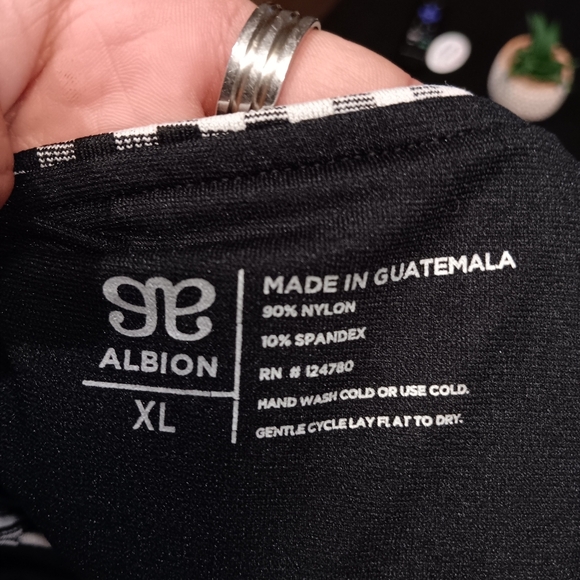 ALBION
XL
MADE IN GUATEMALA
90% NYLON
10% SPANDEX
RN # 124780
HAND WASH COLD OR USE COLD.
GENTLE CYCLE LAY FLAT TO DRY.